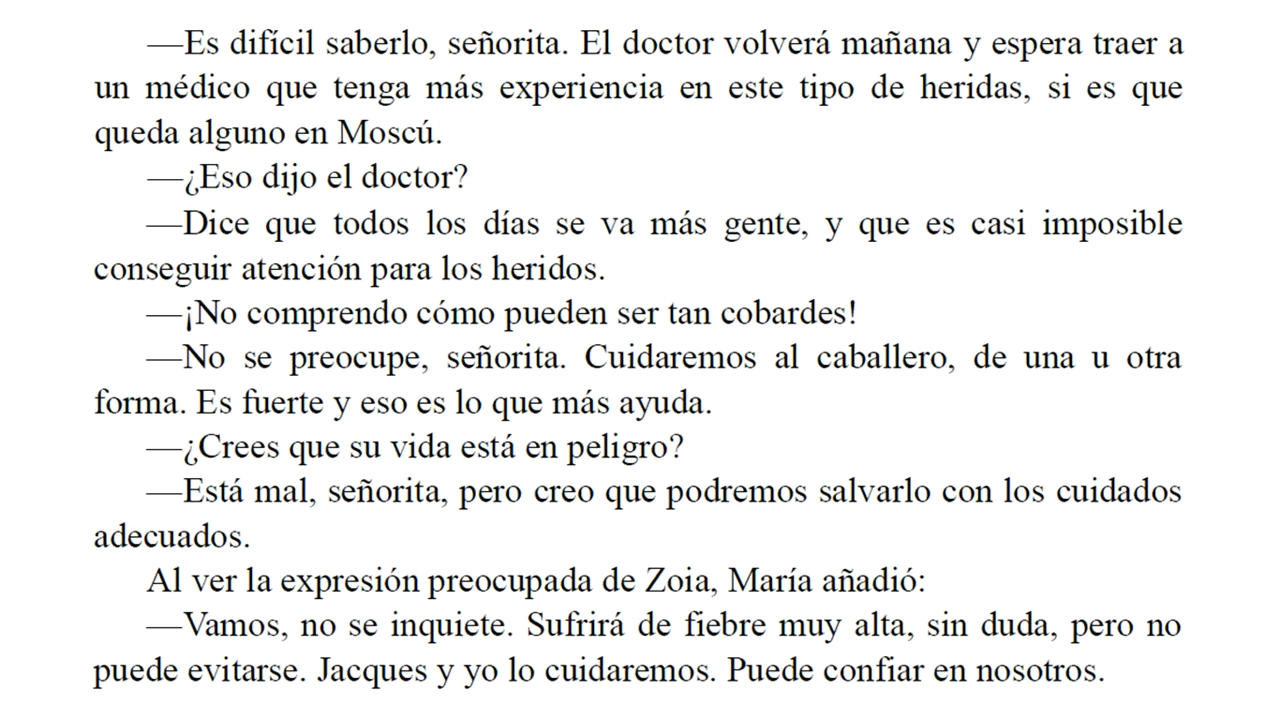 —Es difícil saberlo, señorita. El doctor volverá mañana y espera traer a
un médico que tenga más experiencia en este tipo de heridas, si es que
queda alguno en Moscú.
—¿Eso dijo el doctor?
—Dice que todos los días se va más gente, y que es casi imposible
conseguir atención para los heridos.
—¡No comprendo cómo pueden ser tan cobardes!
—No se preocupe, señorita. Cuidaremos al caballero, de una u otra
forma. Es fuerte y eso es lo que más ayuda.
—¿Crees que su vida está en peligro?
—Está mal, señorita, pero creo que podremos salvarlo con los cuidados
adecuados.
Al ver la expresión preocupada de Zoia, María añadió:
—Vamos, no se inquiete. Sufrirá de fiebre muy alta, sin duda, pero no
puede evitarse. Jacques y yo lo cuidaremos. Puede confiar en nosotros.